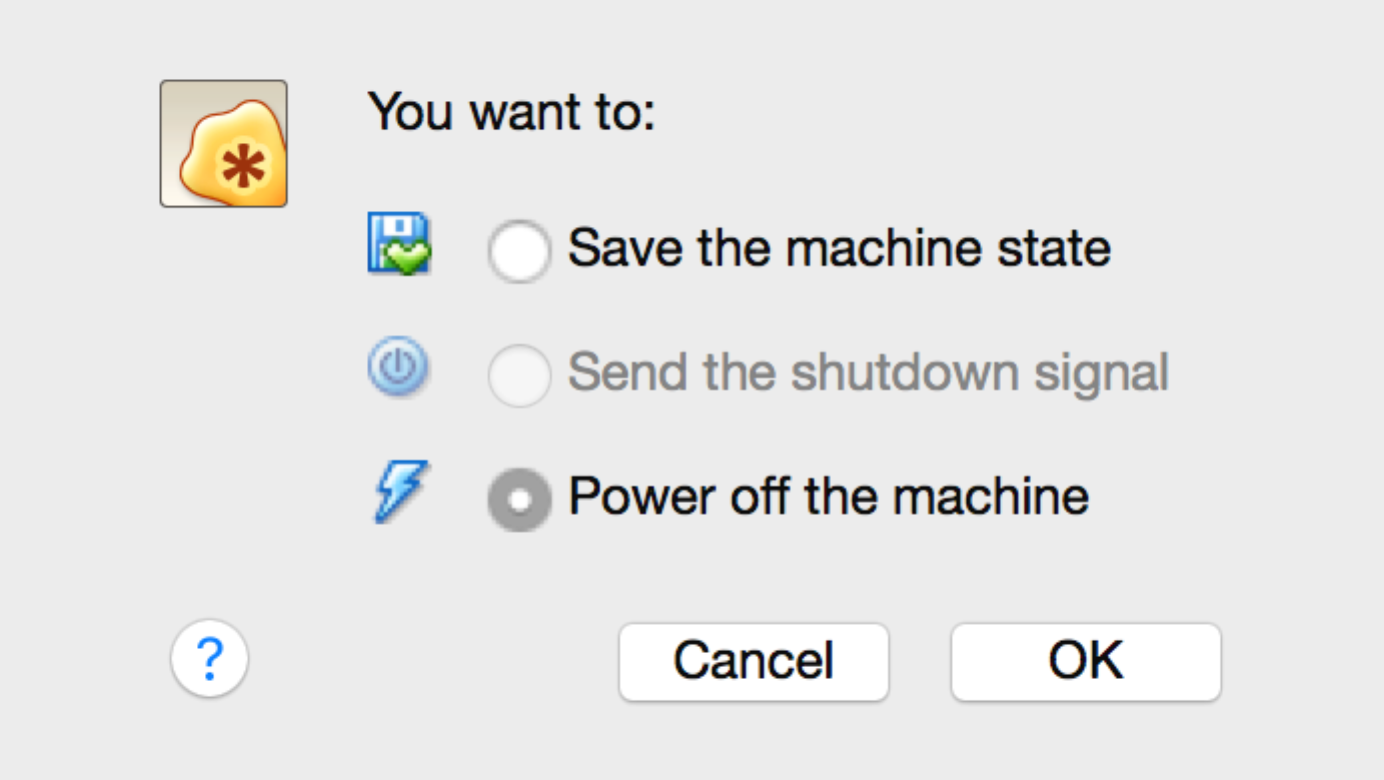 You want to:
Save the machine state
Send the shutdown signal
Power off the machine
?
Cancel
OK